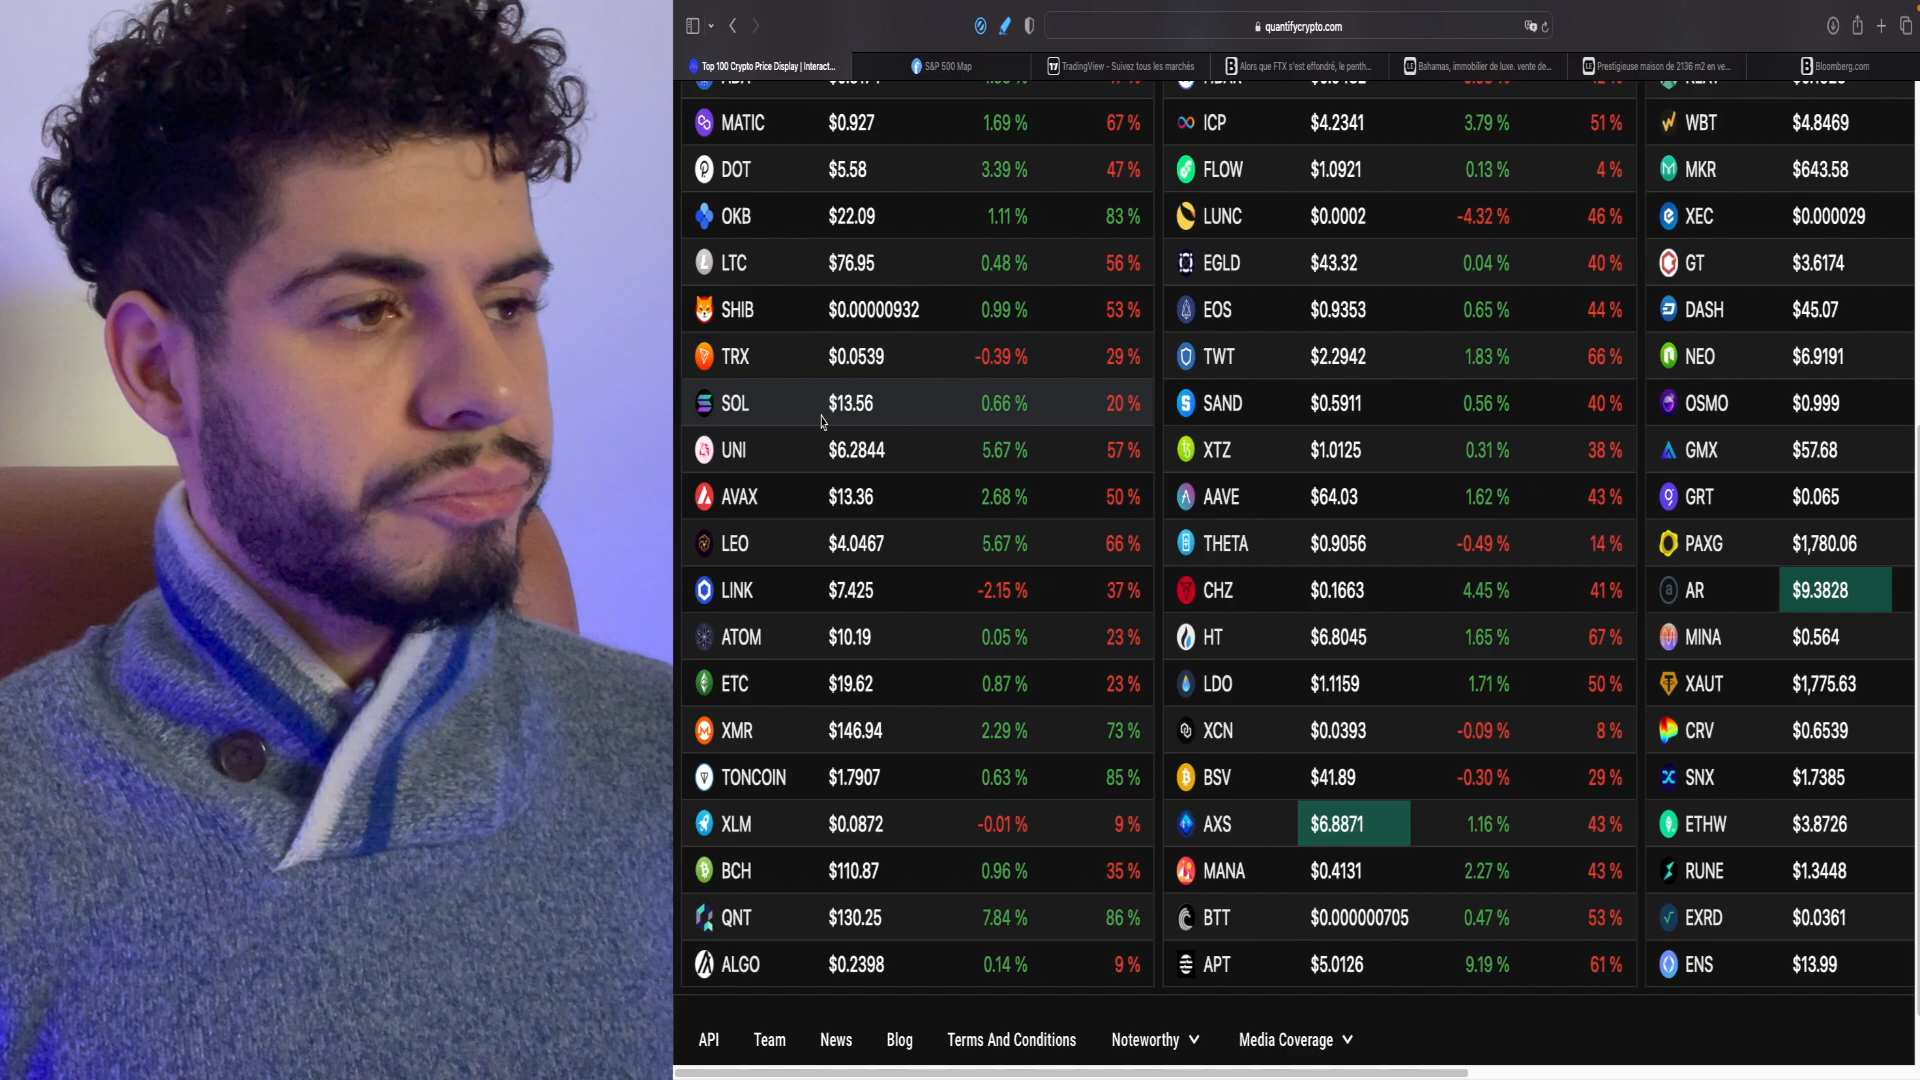 quantifycrypto.com
Top 100 Crypto Price Display | Interact...
S&P 500 Map
TradingView - Suivez tous les marchés
Alors que FTX s'est effondré, le penth...
Bahamas, immobilier de luxe. vente de...
Prestigieuse maison de 2136 m2 en ve...
Bloomberg.com
MATIC $0.927 1.69 % 67 % ICP $4.2341 3.79 % 51 % WBT $4.8469
DOT $5.58 3.39 % 47 % FLOW $1.0921 0.13 % 4 % MKR $643.58
OKB $22.09 1.11 % 83 % LUNC $0.0002 -4.32 % 46 % XEC $0.000029
LTC $76.95 0.48 % 56 % EGLD $43.32 0.04 % 40 % GT $3.6174
SHIB $0.00000932 0.99 % 53 % EOS $0.9353 0.65 % 44 % DASH $45.07
TRX $0.0539 -0.39 % 29 % TWT $2.2942 1.83 % 66 % NEO $6.9191
SOL $13.56 0.66 % 20 % SAND $0.5911 0.56 % 40 % OSMO $0.999
UNI $6.2844 5.67 % 57 % XTZ $1.0125 0.31 % 38 % GMX $57.68
AVAX $13.36 2.68 % 50 % AAVE $64.03 1.62 % 43 % GRT $0.065
LEO $4.0467 5.67 % 66 % THETA $0.9056 -0.49 % 14 % PAXG $1,780.06
LINK $7.425 -2.15 % 37 % CHZ $0.1663 4.45 % 41 % AR $9.3828
ATOM $10.19 0.05 % 23 % HT $6.8045 1.65 % 67 % MINA $0.564
ETC $19.62 0.87 % 23 % LDO $1.1159 1.71 % 50 % XAUT $1,775.63
XMR $146.94 2.29 % 73 % XCN $0.0393 -0.09 % 8 % CRV $0.6539
TONCOIN $1.7907 0.63 % 85 % BSV $41.89 -0.30 % 29 % SNX $1.7385
XLM $0.0872 -0.01 % 9 % AXS $6.8871 1.16 % 43 % ETHW $3.8726
BCH $110.87 0.96 % 35 % MANA $0.4131 2.27 % 43 % RUNE $1.3448
QNT $130.25 7.84 % 86 % BTT $0.000000705 0.47 % 53 % EXRD $0.0361
ALGO $0.2398 0.14 % 9 % APT $5.0126 9.19 % 61 % ENS $13.99
API Team News Blog Terms And Conditions Noteworthy Media Coverage